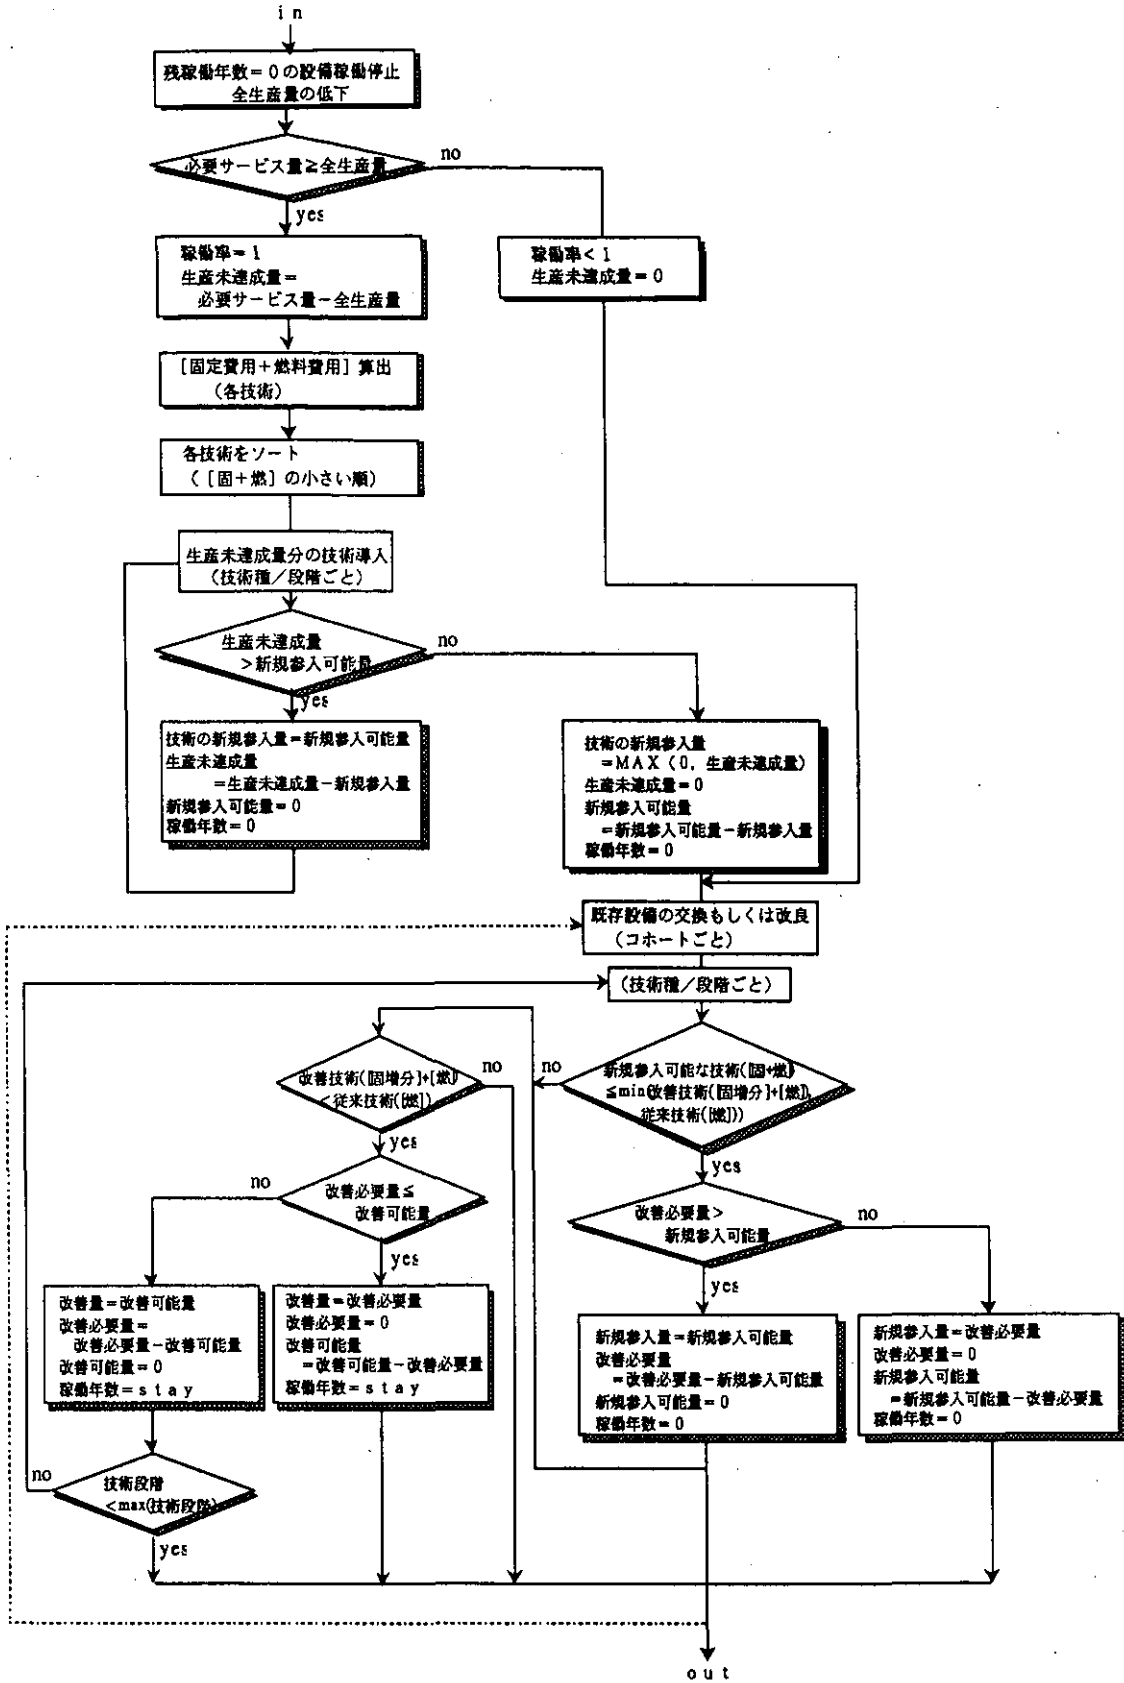 in
残稼働年数=0の設備稼働停止
全生産量の低下
必要サービス量≧全生産量
no
yes
稼働率=1
生産未達成量=
必要サービス量-全生産量
稼働率<1
生産未達成量=0
[固定費用+燃料費用]算出
(各技術)
各技術をソート
([固+燃]の小さい順)
生産未達成量分の技術導入
(技術種/段階ごと)
生産未達成量
>新規参入可能量
no
yes
技術の新規参入量=新規参入可能量
生産未達成量
=生産未達成量-新規参入量
新規参入可能量=0
稼働年数=0
技術の新規参入量
=MAX(0, 生産未達成量)
生産未達成量=0
新規参入可能量
=新規参入可能量-新規参入量
稼働年数=0
既存設備の交換もしくは改良
(コホートごと)
(技術種/段階ごと)
改善技術([固増分]+[燃])
<従来技術([燃])
no
yes
no
新規参入可能な技術([固+燃])
≦min(改善技術([固増分]+[燃]),
従来技術([燃]))
yes
no
改善必要量≦
改善可能量
yes
改善必要量>
新規参入可能量
no
yes
改善量=改善可能量
改善必要量=
改善必要量-改善可能量
改善可能量=0
稼働年数=stay
改善量=改善必要量
改善必要量=0
改善可能量
=改善可能量-改善必要量
稼働年数=stay
新規参入量=新規参入可能量
改善必要量
=改善必要量-新規参入可能量
新規参入可能量=0
稼働年数=0
新規参入量=改善必要量
改善必要量=0
新規参入可能量
=新規参入可能量-改善必要量
稼働年数=0
no
技術段階
<max(技術段階)
yes
out